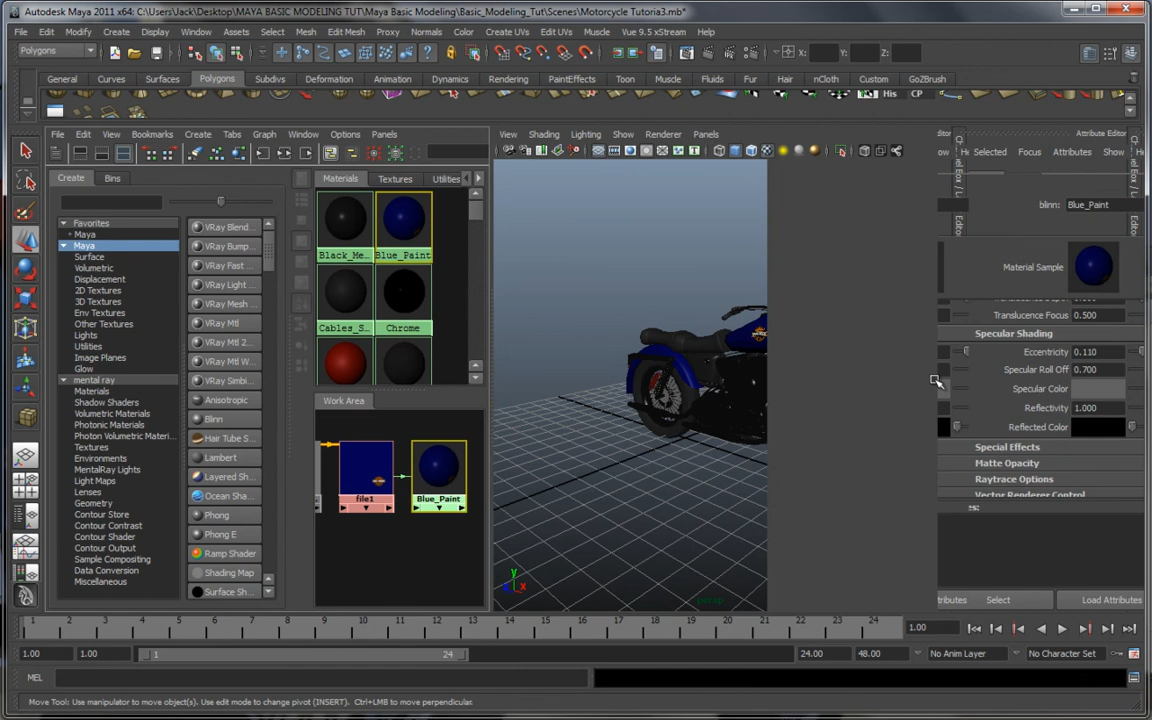 Autodesk Maya 2011 x64: C:\Users\Jack\Desktop\MAYA BASIC MODELING TUT\Maya Basic Modeling\Basic_Modeling_Tut\Scenes\Motorcycle Tutoria3.mb*
File Edit Modify Create Display Window Assets Select Mesh Edit Mesh Proxy Normals Color Create UVs Edit UVs Muscle Vue 9.5 xStream Help
Polygons X: Y: Z:
General Curves Surfaces Polygons Subdivs Deformation Animation Dynamics Rendering PaintEffects Toon Muscle Fluids Fur Hair nCloth Custom GoZBrush
His CP
File Edit View Bookmarks Create Tabs Graph Window Options Panels
View Shading Lighting Show Renderer Panels
Attribute Editor
Selected Focus Attributes Show
Create Bins
Materials Textures Utilities
Favorites
Maya
Maya
Surface
Volumetric
Displacement
2D Textures
3D Textures
Env Textures
Other Textures
Lights
Utilities
Image Planes
Glow
mental ray
Materials
Shadow Shaders
Volumetric Materials
Photonic Materials
Photon Volumetric Materi...
Textures
Environments
MentalRay Lights
Light Maps
Lenses
Geometry
Contour Store
Contour Contrast
Contour Shader
Contour Output
Sample Compositing
Data Conversion
Miscellaneous
VRay Blend...
VRay Bump...
VRay Fast ...
VRay Light ...
VRay Mesh ...
VRay Mtl
VRay Mtl 2...
VRay Mtl W...
VRay Simbi...
Anisotropic
Blinn
Hair Tube S...
Lambert
Layered Sh...
Ocean Sha...
Phong
Phong E
Ramp Shader
Shading Map
Surface Sh...
Black_Me...
Blue_Paint
Cables_S...
Chrome
Work Area
file1
Blue_Paint
persp
y
x
blinn: Blue_Paint
Material Sample
Translucence Focus 0.500
Specular Shading
Eccentricity 0.110
Specular Roll Off 0.700
Specular Color
Reflectivity 1.000
Reflected Color
Special Effects
Matte Opacity
Raytrace Options
Vector Renderer Control
Select
Load Attributes
1 2 3 4 5 6 7 8 9 10 11 12 13 14 15 16 17 18 19 20 21 22 23 24 1.00
1.00 1.00 1 24 24.00 48.00 No Anim Layer No Character Set
MEL
Move Tool: Use manipulator to move object(s). Use edit mode to change pivot (INSERT). Ctrl+LMB to move perpendicular.